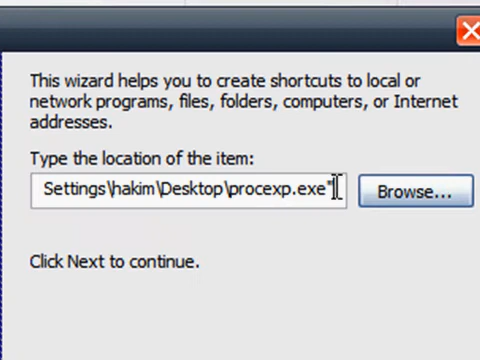 This wizard helps you to create shortcuts to local or
network programs, files, folders, computers, or Internet
addresses.
Type the location of the item:
Settings\hakim\Desktop\procexp.exe"
Browse...
Click Next to continue.